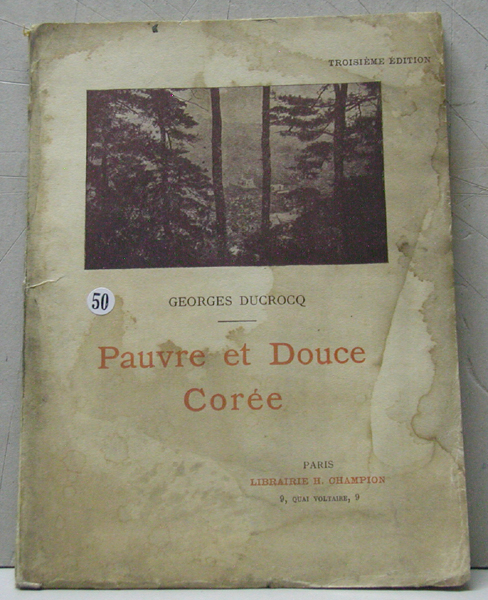 TROISIÈME ÉDITION
50
GEORGES DUCROCQ
Pauvre et Douce
Corée
PARIS
LIBRAIRIE H. CHAMPION
9, QUAI VOLTAIRE, 9